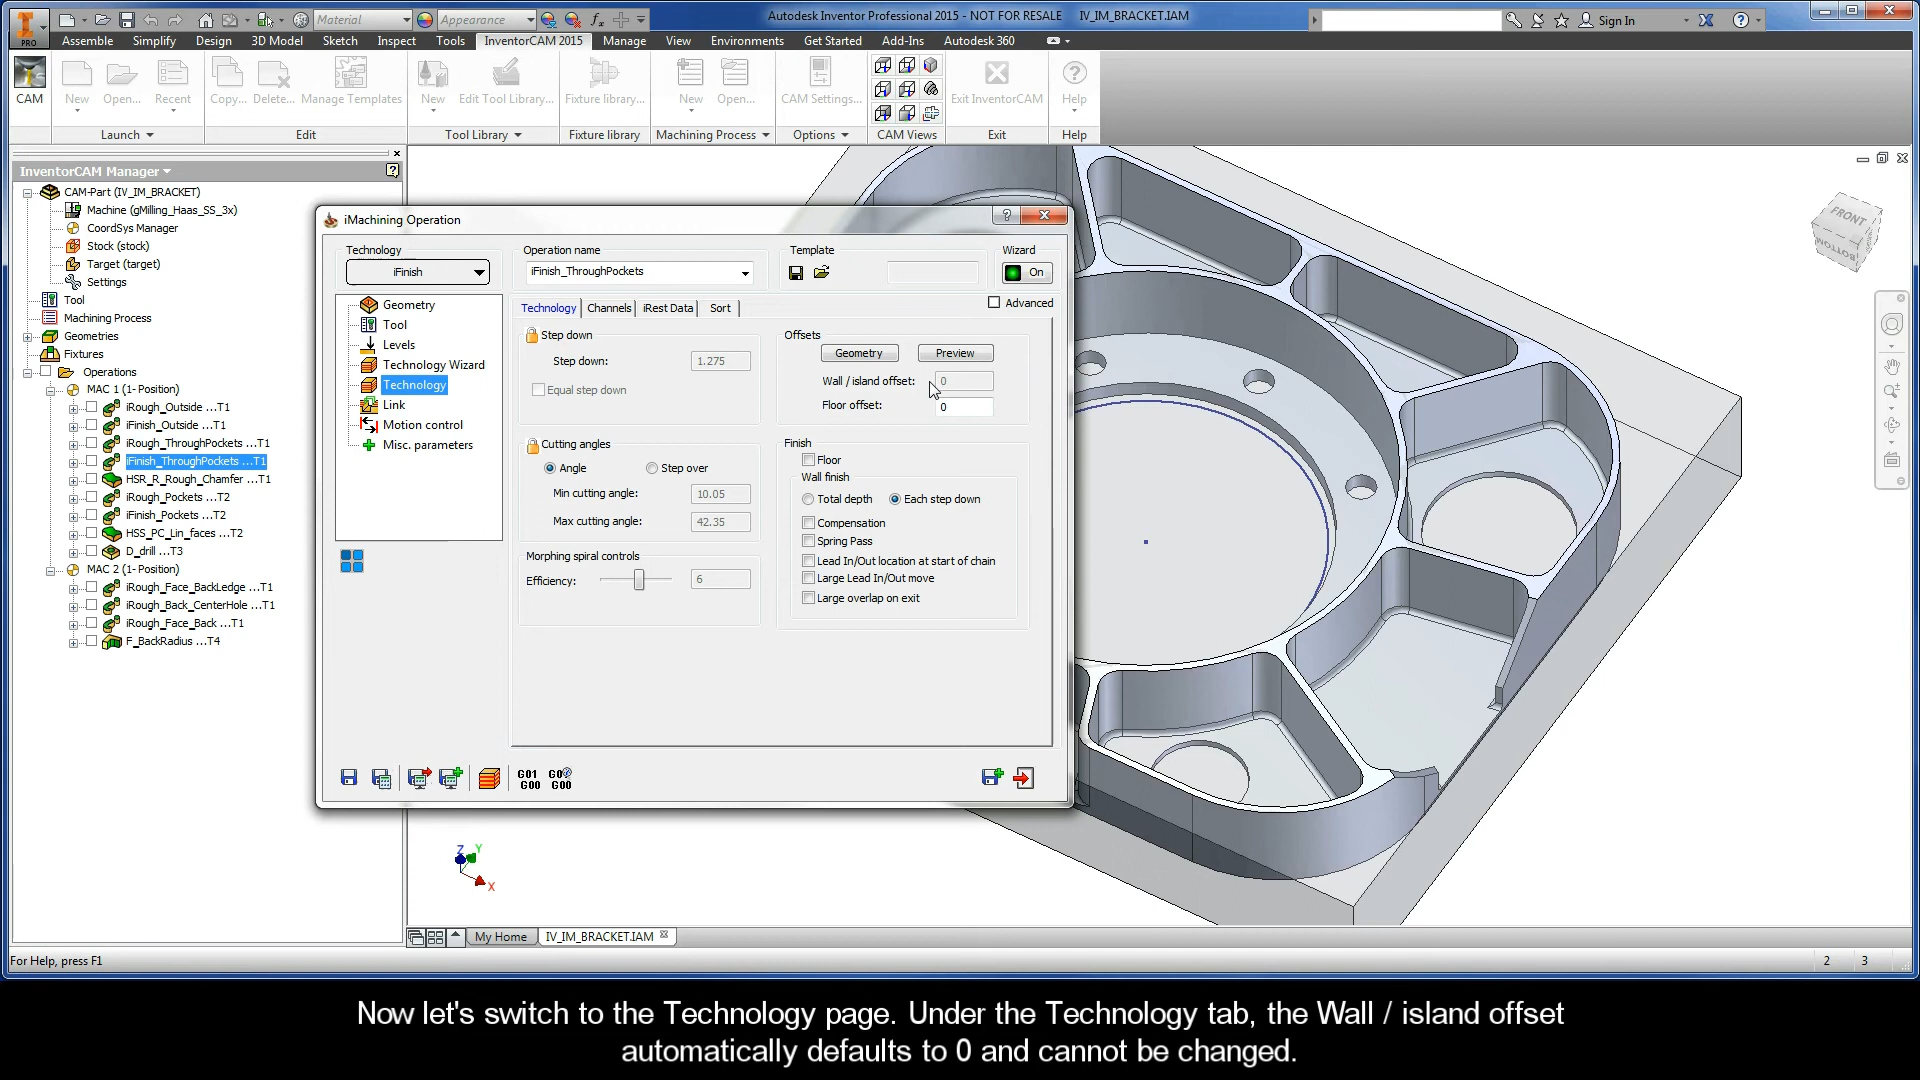 Material
Appearance
Autodesk Inventor Professional 2015 - NOT FOR RESALE IV_IM_BRACKET.IAM
Sign In
PRO
Assemble Simplify Design 3D Model Sketch Inspect Tools InventorCAM 2015 Manage View Environments Get Started Add-Ins Autodesk 360
CAM New Open... Recent Copy... Delete... Manage Templates New Edit Tool Library... Fixture library... New Open... CAM Settings... Exit InventorCAM Help
Launch Edit Tool Library Fixture library Machining Process Options CAM Views Exit Help
InventorCAM Manager
CAM-Part (IV_IM_BRACKET)
Machine (gMilling_Haas_SS_3x)
CoordSys Manager
Stock (stock)
Target (target)
Settings
Tool
Machining Process
Geometries
Fixtures
Operations
MAC 1 (1- Position)
iRough_Outside ...T1
iFinish_Outside ...T1
iRough_ThroughPockets ...T1
iFinish_ThroughPockets ...T1
HSR_R_Rough_Chamfer ...T1
iRough_Pockets ...T2
iFinish_Pockets ...T2
HSS_PC_Lin_faces ...T2
D_drill ...T3
MAC 2 (1- Position)
iRough_Face_BackLedge ...T1
iRough_Back_CenterHole ...T1
iRough_Face_Back ...T1
F_BackRadius ...T4
iMachining Operation
Technology
iFinish
Operation name
iFinish_ThroughPockets
Template
Wizard
On
Geometry
Tool
Levels
Technology Wizard
Technology
Link
Motion control
Misc. parameters
Technology Channels iRest Data Sort
Advanced
Step down
Step down: 1.275
Equal step down
Cutting angles
Angle Step over
Min cutting angle: 10.05
Max cutting angle: 42.35
Morphing spiral controls
Efficiency: 6
Offsets
Geometry Preview
Wall / island offset: 0
Floor offset: 0
Finish
Floor
Wall finish
Total depth Each step down
Compensation
Spring Pass
Lead In/Out location at start of chain
Large Lead In/Out move
Large overlap on exit
G01 G00
G00 G00
FRONT
BOTTOM
Z Y
X
My Home IV_IM_BRACKET.IAM
For Help, press F1
2 3
Now let's switch to the Technology page. Under the Technology tab, the Wall / island offset
automatically defaults to 0 and cannot be changed.